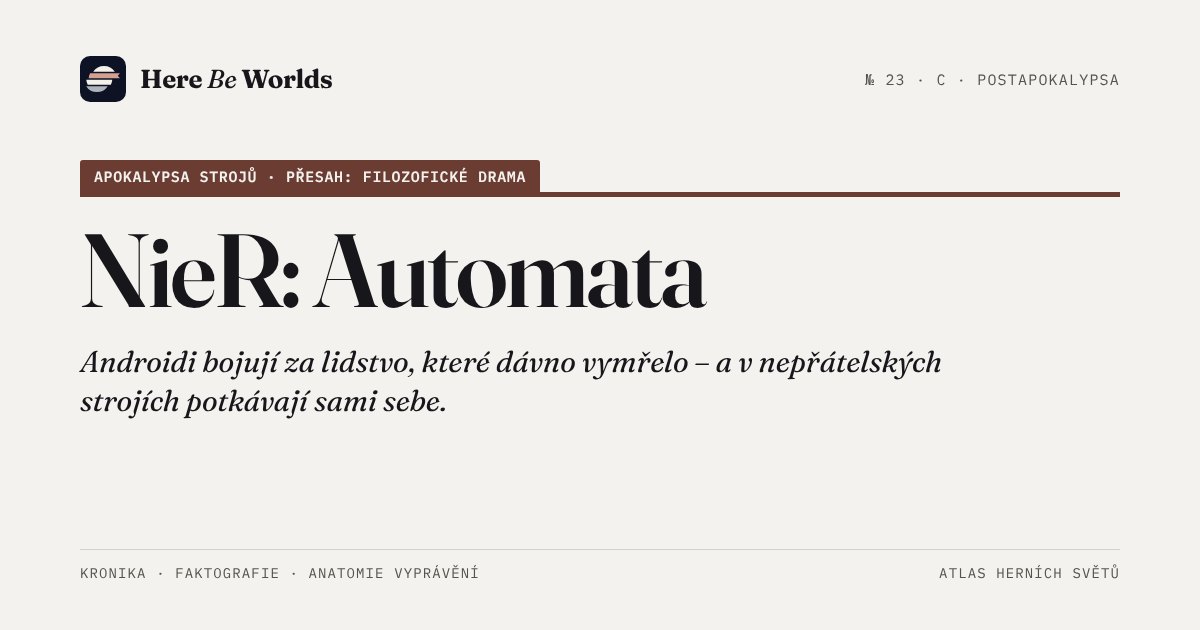 Here Be Worlds
№ 23 · C · POSTAPOKALYPSA
APOKALYPSA STROJŮ · PŘESAH: FILOZOFICKÉ DRAMA
NieR: Automata
Androidi bojují za lidstvo, které dávno vymřelo – a v nepřátelských
strojích potkávají sami sebe.
KRONIKA · FAKTOGRAFIE · ANATOMIE VYPRÁVĚNÍ
ATLAS HERNÍCH SVĚTŮ